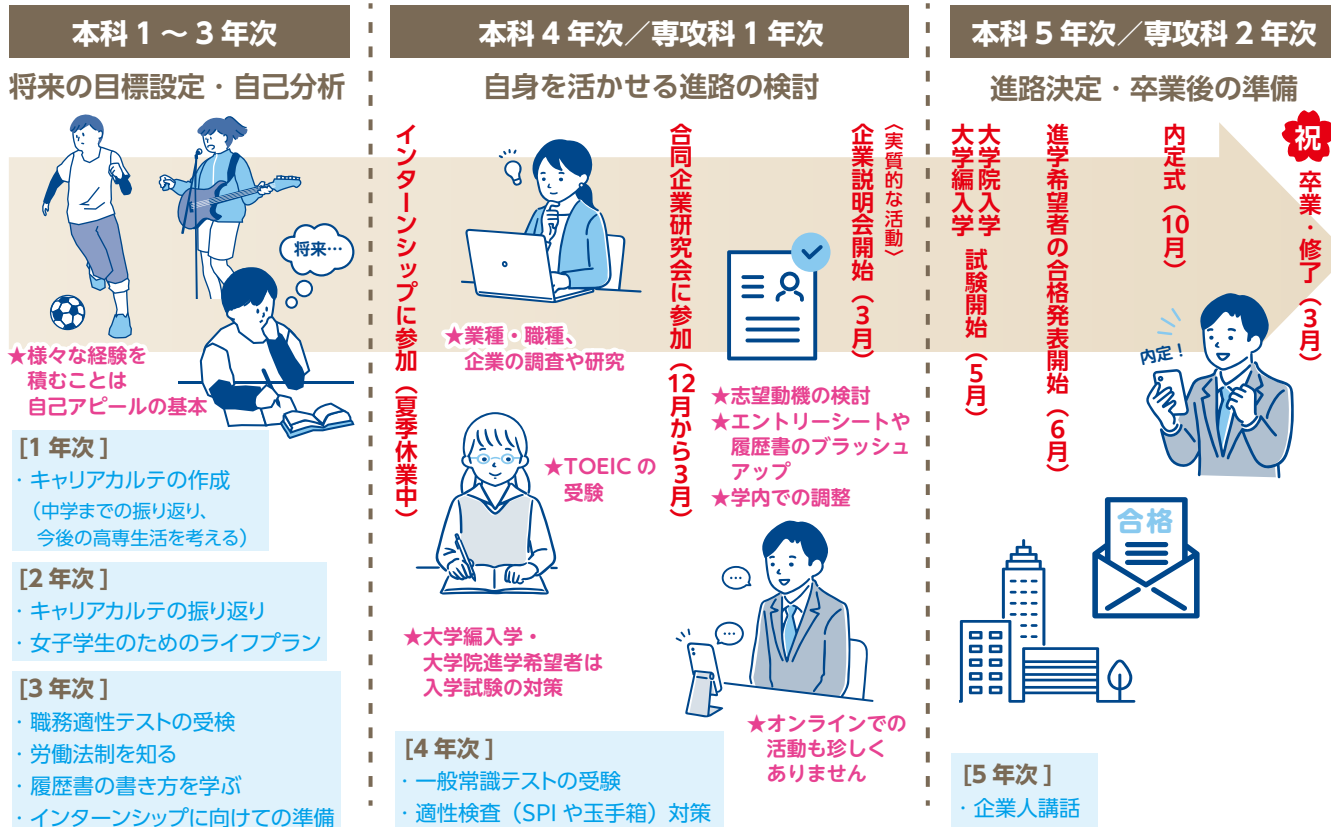 本科 1 ～ 3 年次
将来の目標設定・自己分析
将来…
★様々な経験を
積むことは
自己アピールの基本
[1 年次 ]
・キャリアカルテの作成
（中学までの振り返り、
今後の高専生活を考える）
[2 年次 ]
・キャリアカルテの振り返り
・女子学生のためのライフプラン
[3 年次 ]
・職務適性テストの受検
・労働法制を知る
・履歴書の書き方を学ぶ
・インターンシップに向けての準備
本科 4 年次／専攻科 1 年次
自身を活かせる進路の検討
インターンシップに参加（夏季休業中）
★業種・職種、
企業の調査や研究
★TOEIC の
受験
★大学編入学・
大学院進学希望者は
入学試験の対策
合同企業研究会に参加（12月から3月）
〈実質的な活動〉
企業説明会開始（3月）
★志望動機の検討
★エントリーシートや
履歴書のブラッシュ
アップ
★学内での調整
★オンラインでの
活動も珍しく
ありません
[4 年次 ]
・一般常識テストの受験
・適性検査（SPI や玉手箱）対策
本科 5 年次／専攻科 2 年次
進路決定・卒業後の準備
大学院入学
大学編入学
試験開始（5月）
進学希望者の合格発表開始（6月）
内定式（10月）
祝
卒業・修了（3月）
内定！
合格
[5 年次 ]
・企業人講話